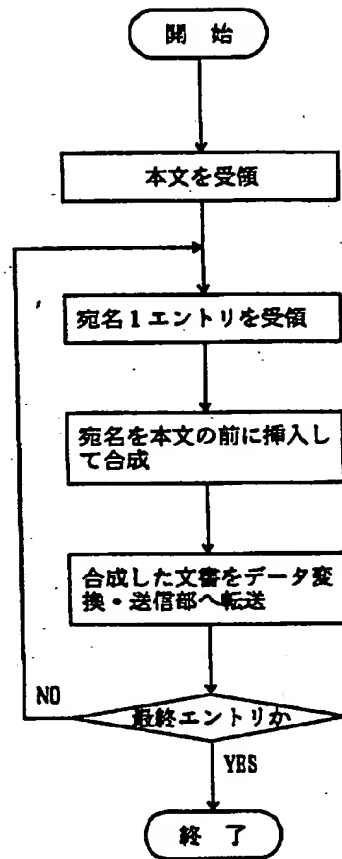 開始
本文を受領
宛名1エントリを受領
宛名を本文の前に挿入し
て合成
合成した文書をデータ変
換・送信部へ転送
NO
最終エントリか
YES
終了